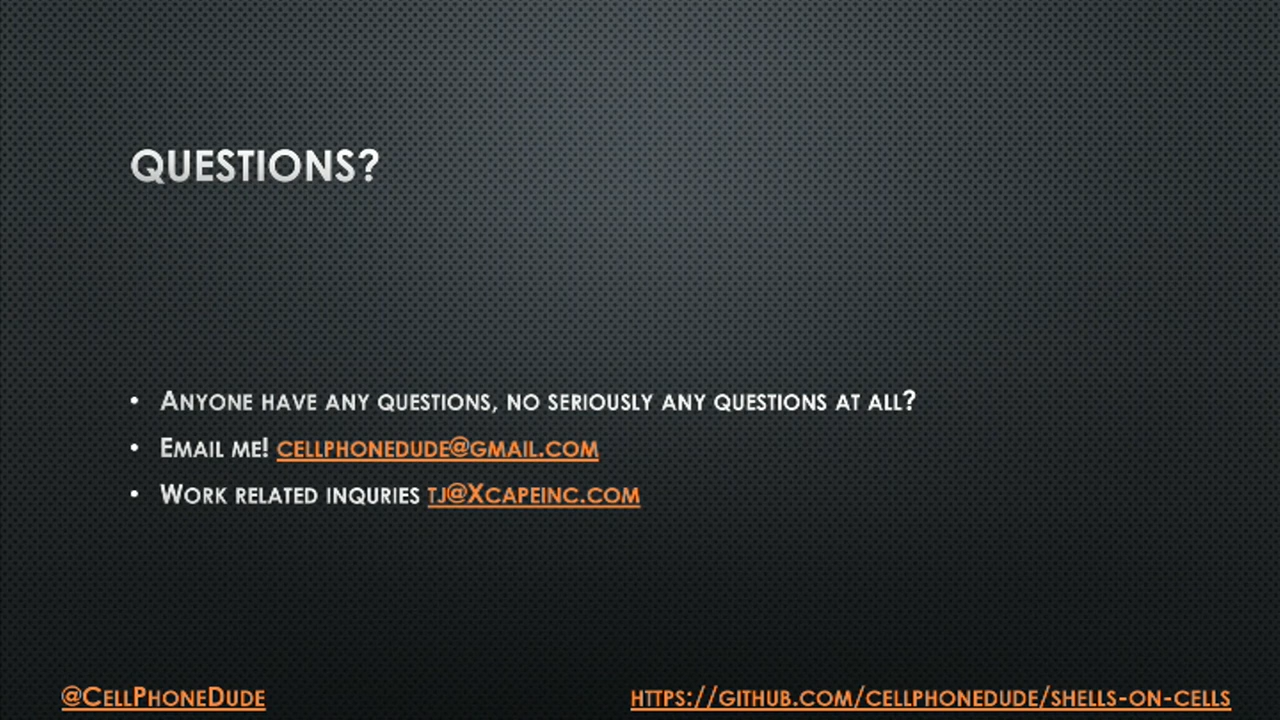 QUESTIONS?
• Anyone have any questions, no seriously any questions at all?
• Email me! cellphonedude@gmail.com
• Work related inquries tj@Xcapeinc.com
@CellPhoneDude
https://github.com/cellphonedude/shells-on-cells